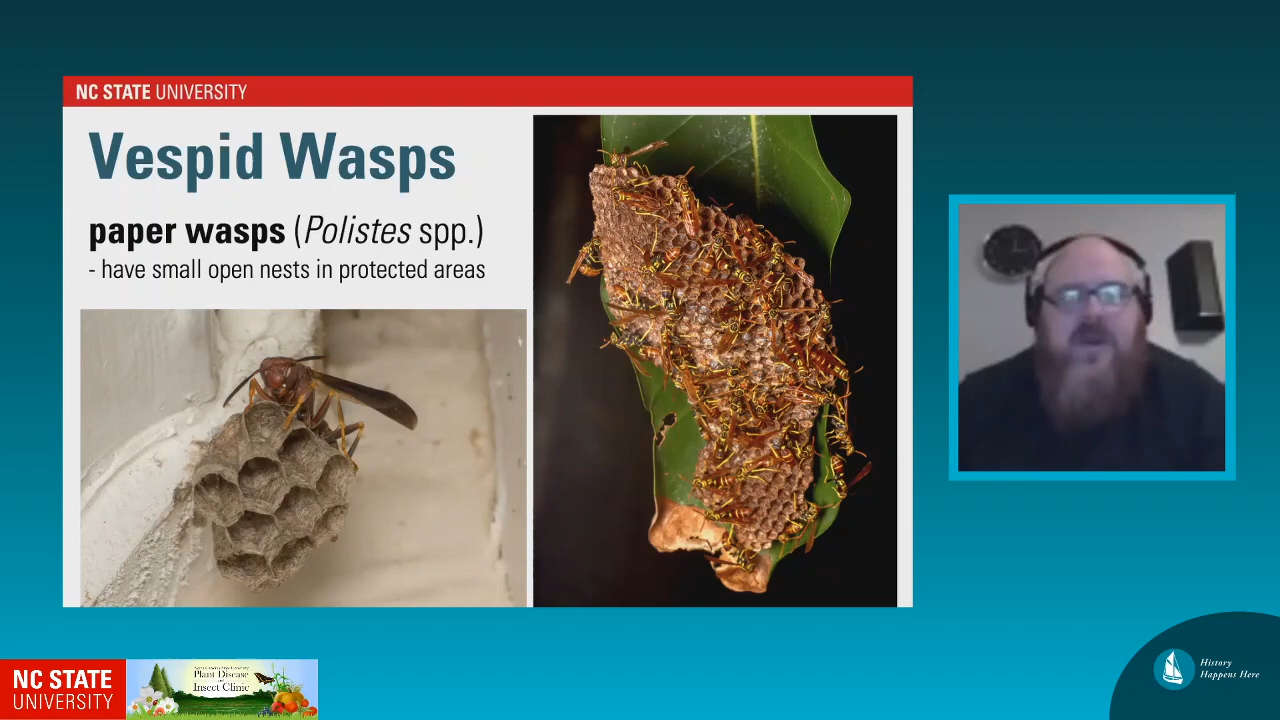 NC STATE UNIVERSITY
Vespid Wasps
paper wasps (Polistes spp.)
- have small open nests in protected areas
NC STATE
UNIVERSITY
Plant Disease
and
Insect Clinic
History
Happens Here